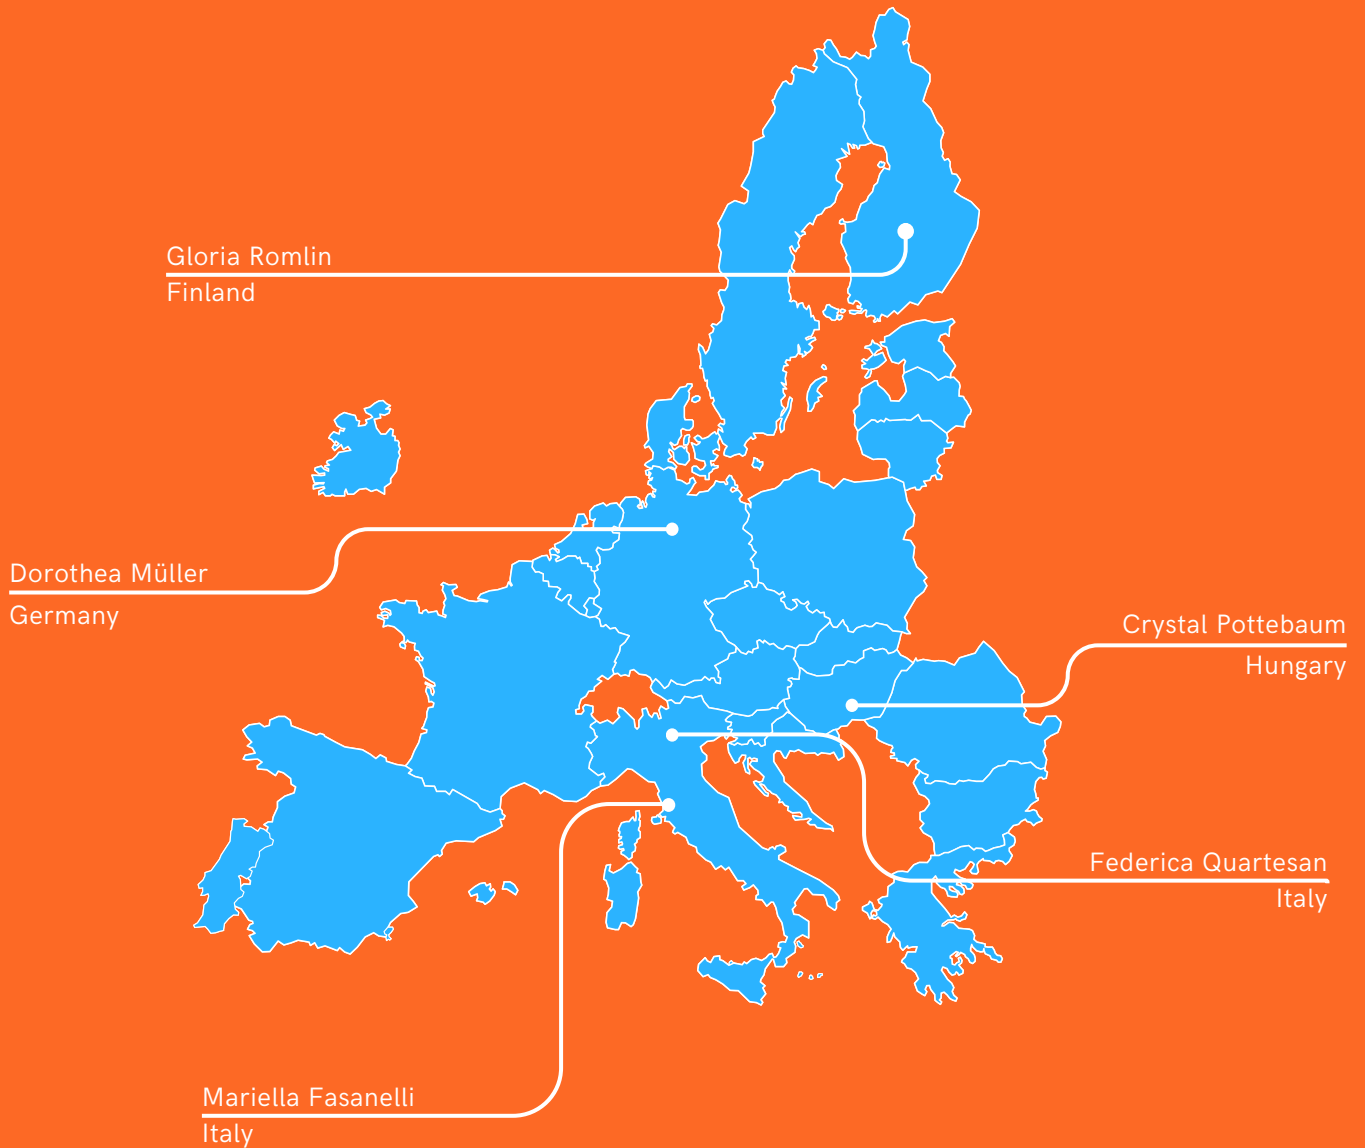 Gloria Romlin
Finland
Dorothea Müller
Germany
Crystal Pottebaum
Hungary
Federica Quartesan
Italy
Mariella Fasanelli
Italy